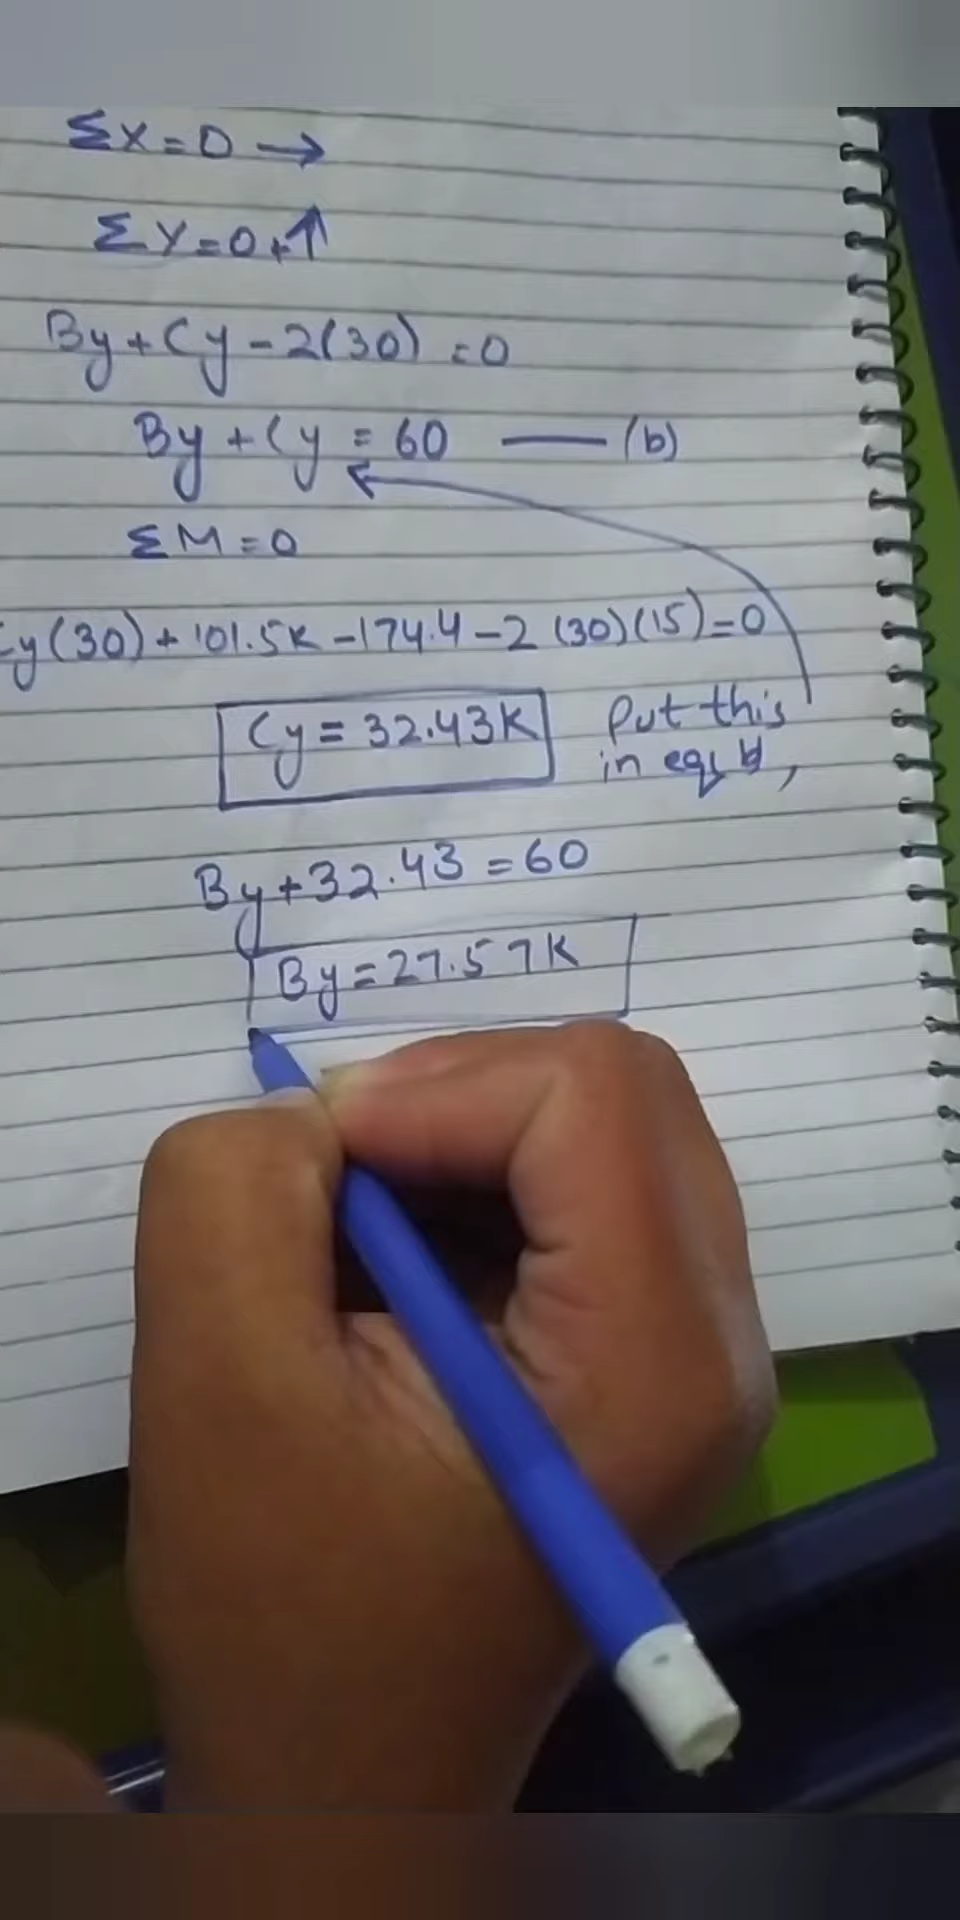 ΣX=0 →
ΣY=0+↑
By+Cy-2(30)=0
By+Cy=60 —— (b)
ΣM=0
Cy(30)+101.5K-174.4-2(30)(15)=0
Cy=32.43K
Put this
in eq b,
By+32.43=60
By=27.57K